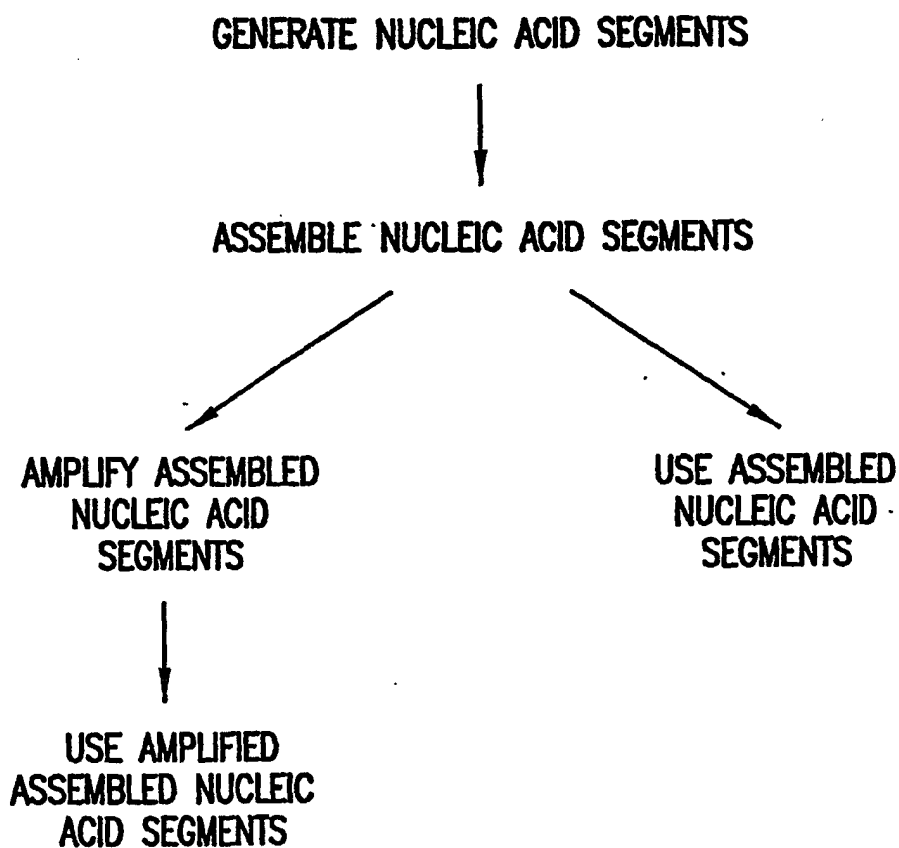 GENERATE NUCLEIC ACID SEGMENTS
ASSEMBLE NUCLEIC ACID SEGMENTS
AMPLIFY ASSEMBLED
NUCLEIC ACID
SEGMENTS
USE ASSEMBLED
NUCLEIC ACID
SEGMENTS
USE AMPLIFIED
ASSEMBLED NUCLEIC
ACID SEGMENTS